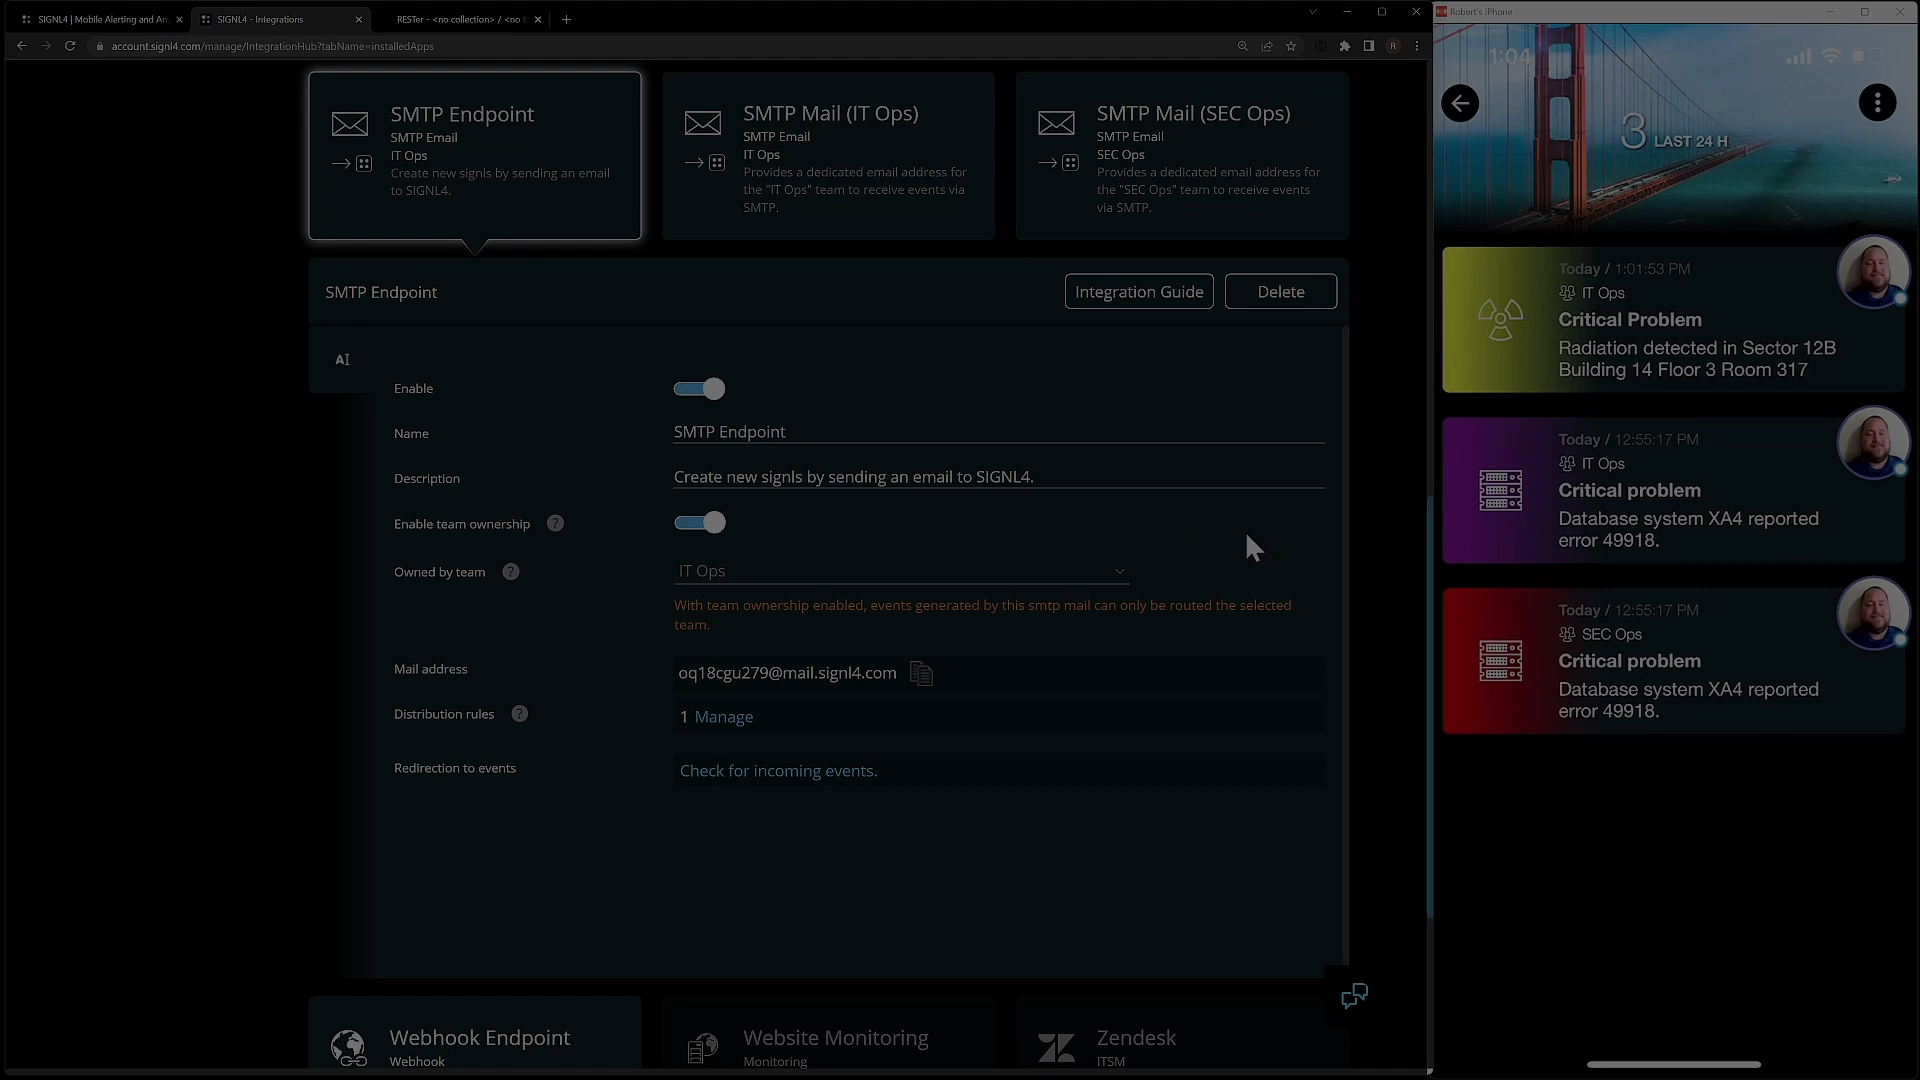 SIGNL4 | Mobile Alerting and An
SIGNL4 - Integrations
RESTer - <no collection> / <no t
account.signl4.com/manage/IntegrationHub?tabName=installedApps
R
SMTP Endpoint
SMTP Email
IT Ops
Create new signls by sending an email
to SIGNL4.
SMTP Mail (IT Ops)
SMTP Email
IT Ops
Provides a dedicated email address for
the "IT Ops" team to receive events via
SMTP.
SMTP Mail (SEC Ops)
SMTP Email
SEC Ops
Provides a dedicated email address for
the "SEC Ops" team to receive events
via SMTP.
SMTP Endpoint
Integration Guide
Delete
AI
Enable
Name
SMTP Endpoint
Description
Create new signls by sending an email to SIGNL4.
Enable team ownership ?
Owned by team ?
IT Ops
With team ownership enabled, events generated by this smtp mail can only be routed the selected
team.
Mail address
oq18cgu279@mail.signl4.com
Distribution rules ?
1 Manage
Redirection to events
Check for incoming events.
Webhook Endpoint
Webhook
Website Monitoring
Monitoring
Zendesk
ITSM
Robert's iPhone
1:04
3 LAST 24 H
Today / 1:01:53 PM
IT Ops
Critical Problem
Radiation detected in Sector 12B
Building 14 Floor 3 Room 317
Today / 12:55:17 PM
IT Ops
Critical problem
Database system XA4 reported
error 49918.
Today / 12:55:17 PM
SEC Ops
Critical problem
Database system XA4 reported
error 49918.